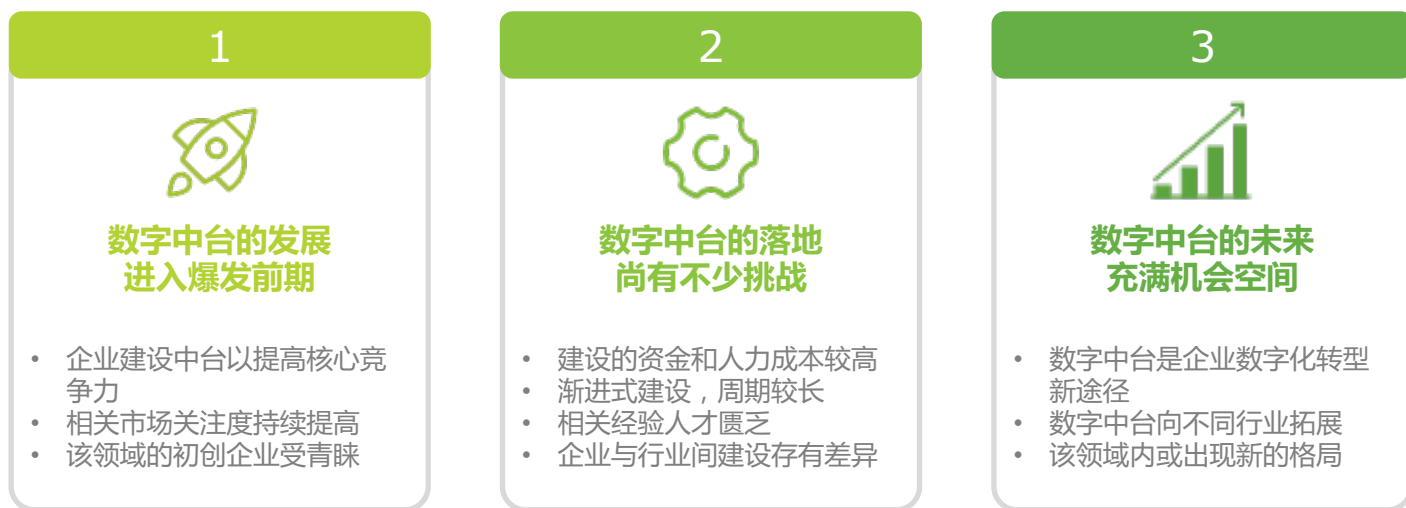 1
数字中台的发展
进入爆发前期
• 企业建设中台以提高核心竞
争力
• 相关市场关注度持续提高
• 该领域的初创企业受青睐
2
数字中台的落地
尚有不少挑战
• 建设的资金和人力成本较高
• 渐进式建设，周期较长
• 相关经验人才匮乏
• 企业与行业间建设存有差异
3
数字中台的未来
充满机会空间
• 数字中台是企业数字化转型
新途径
• 数字中台向不同行业拓展
• 该领域内或出现新的格局